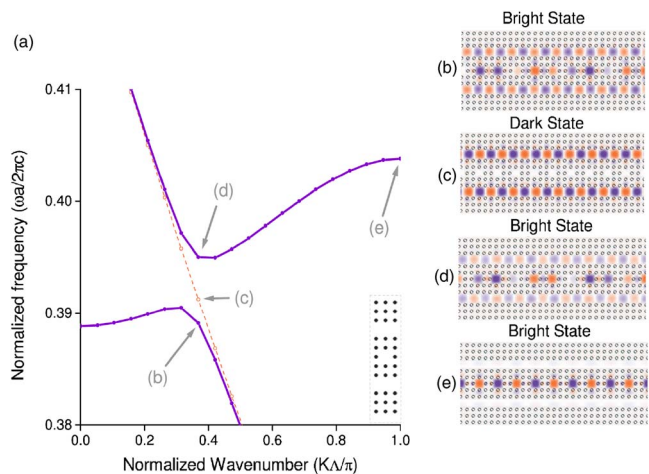 (a)
Normalized frequency (ωa/2πc)
0.41
0.40
0.39
0.38
0.0
0.2
0.4
0.6
0.8
1.0
Normalized Wavenumber (KΛ/π)
(d)
(e)
(c)
(b)
Bright State
(b)
Dark State
(c)
Bright State
(d)
Bright State
(e)